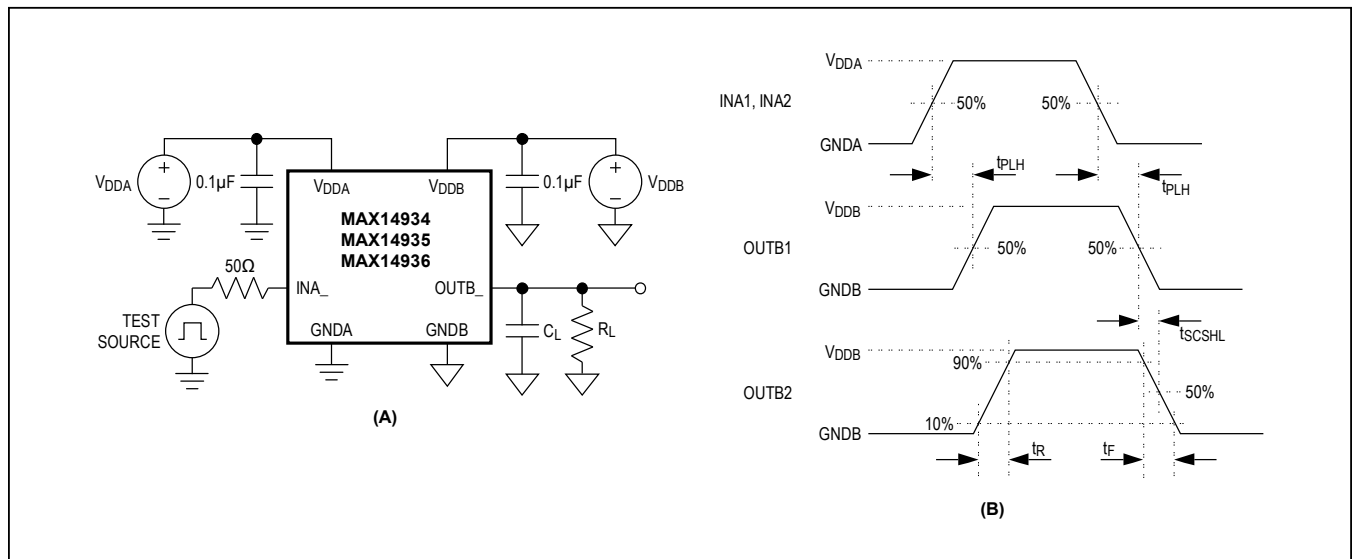 VDDA
0.1µF
VDDA
VDDB
0.1µF
VDDB
MAX14934
MAX14935
MAX14936
50Ω
INA_
OUTB_
TEST
SOURCE
GNDA
GNDB
CL
RL
(A)
VDDA
INA1, INA2
50%
50%
GNDA
tPLH
tPLH
VDDB
OUTB1
50%
50%
GNDB
tSCSHL
VDDB
90%
OUTB2
50%
10%
GNDB
tR
tF
(B)